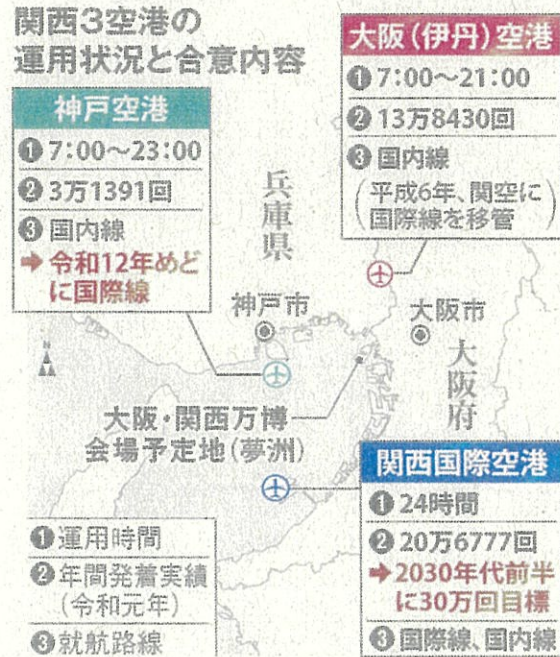 関西3空港の
運用状況と合意内容
神戸空港
❶7:00～23:00
❷3万1391回
❸国内線
➡令和12年めど
に国際線
大阪(伊丹)空港
❶7:00～21:00
❷13万8430回
❸国内線
(平成6年、関空に
国際線を移管)
兵庫県
神戸市
大阪市
大阪府
N
大阪・関西万博
会場予定地(夢洲)
関西国際空港
❶24時間
❷20万6777回
➡2030年代前半
に30万回目標
❸国際線、国内線
❶運用時間
❷年間発着実績
(令和元年)
❸就航路線